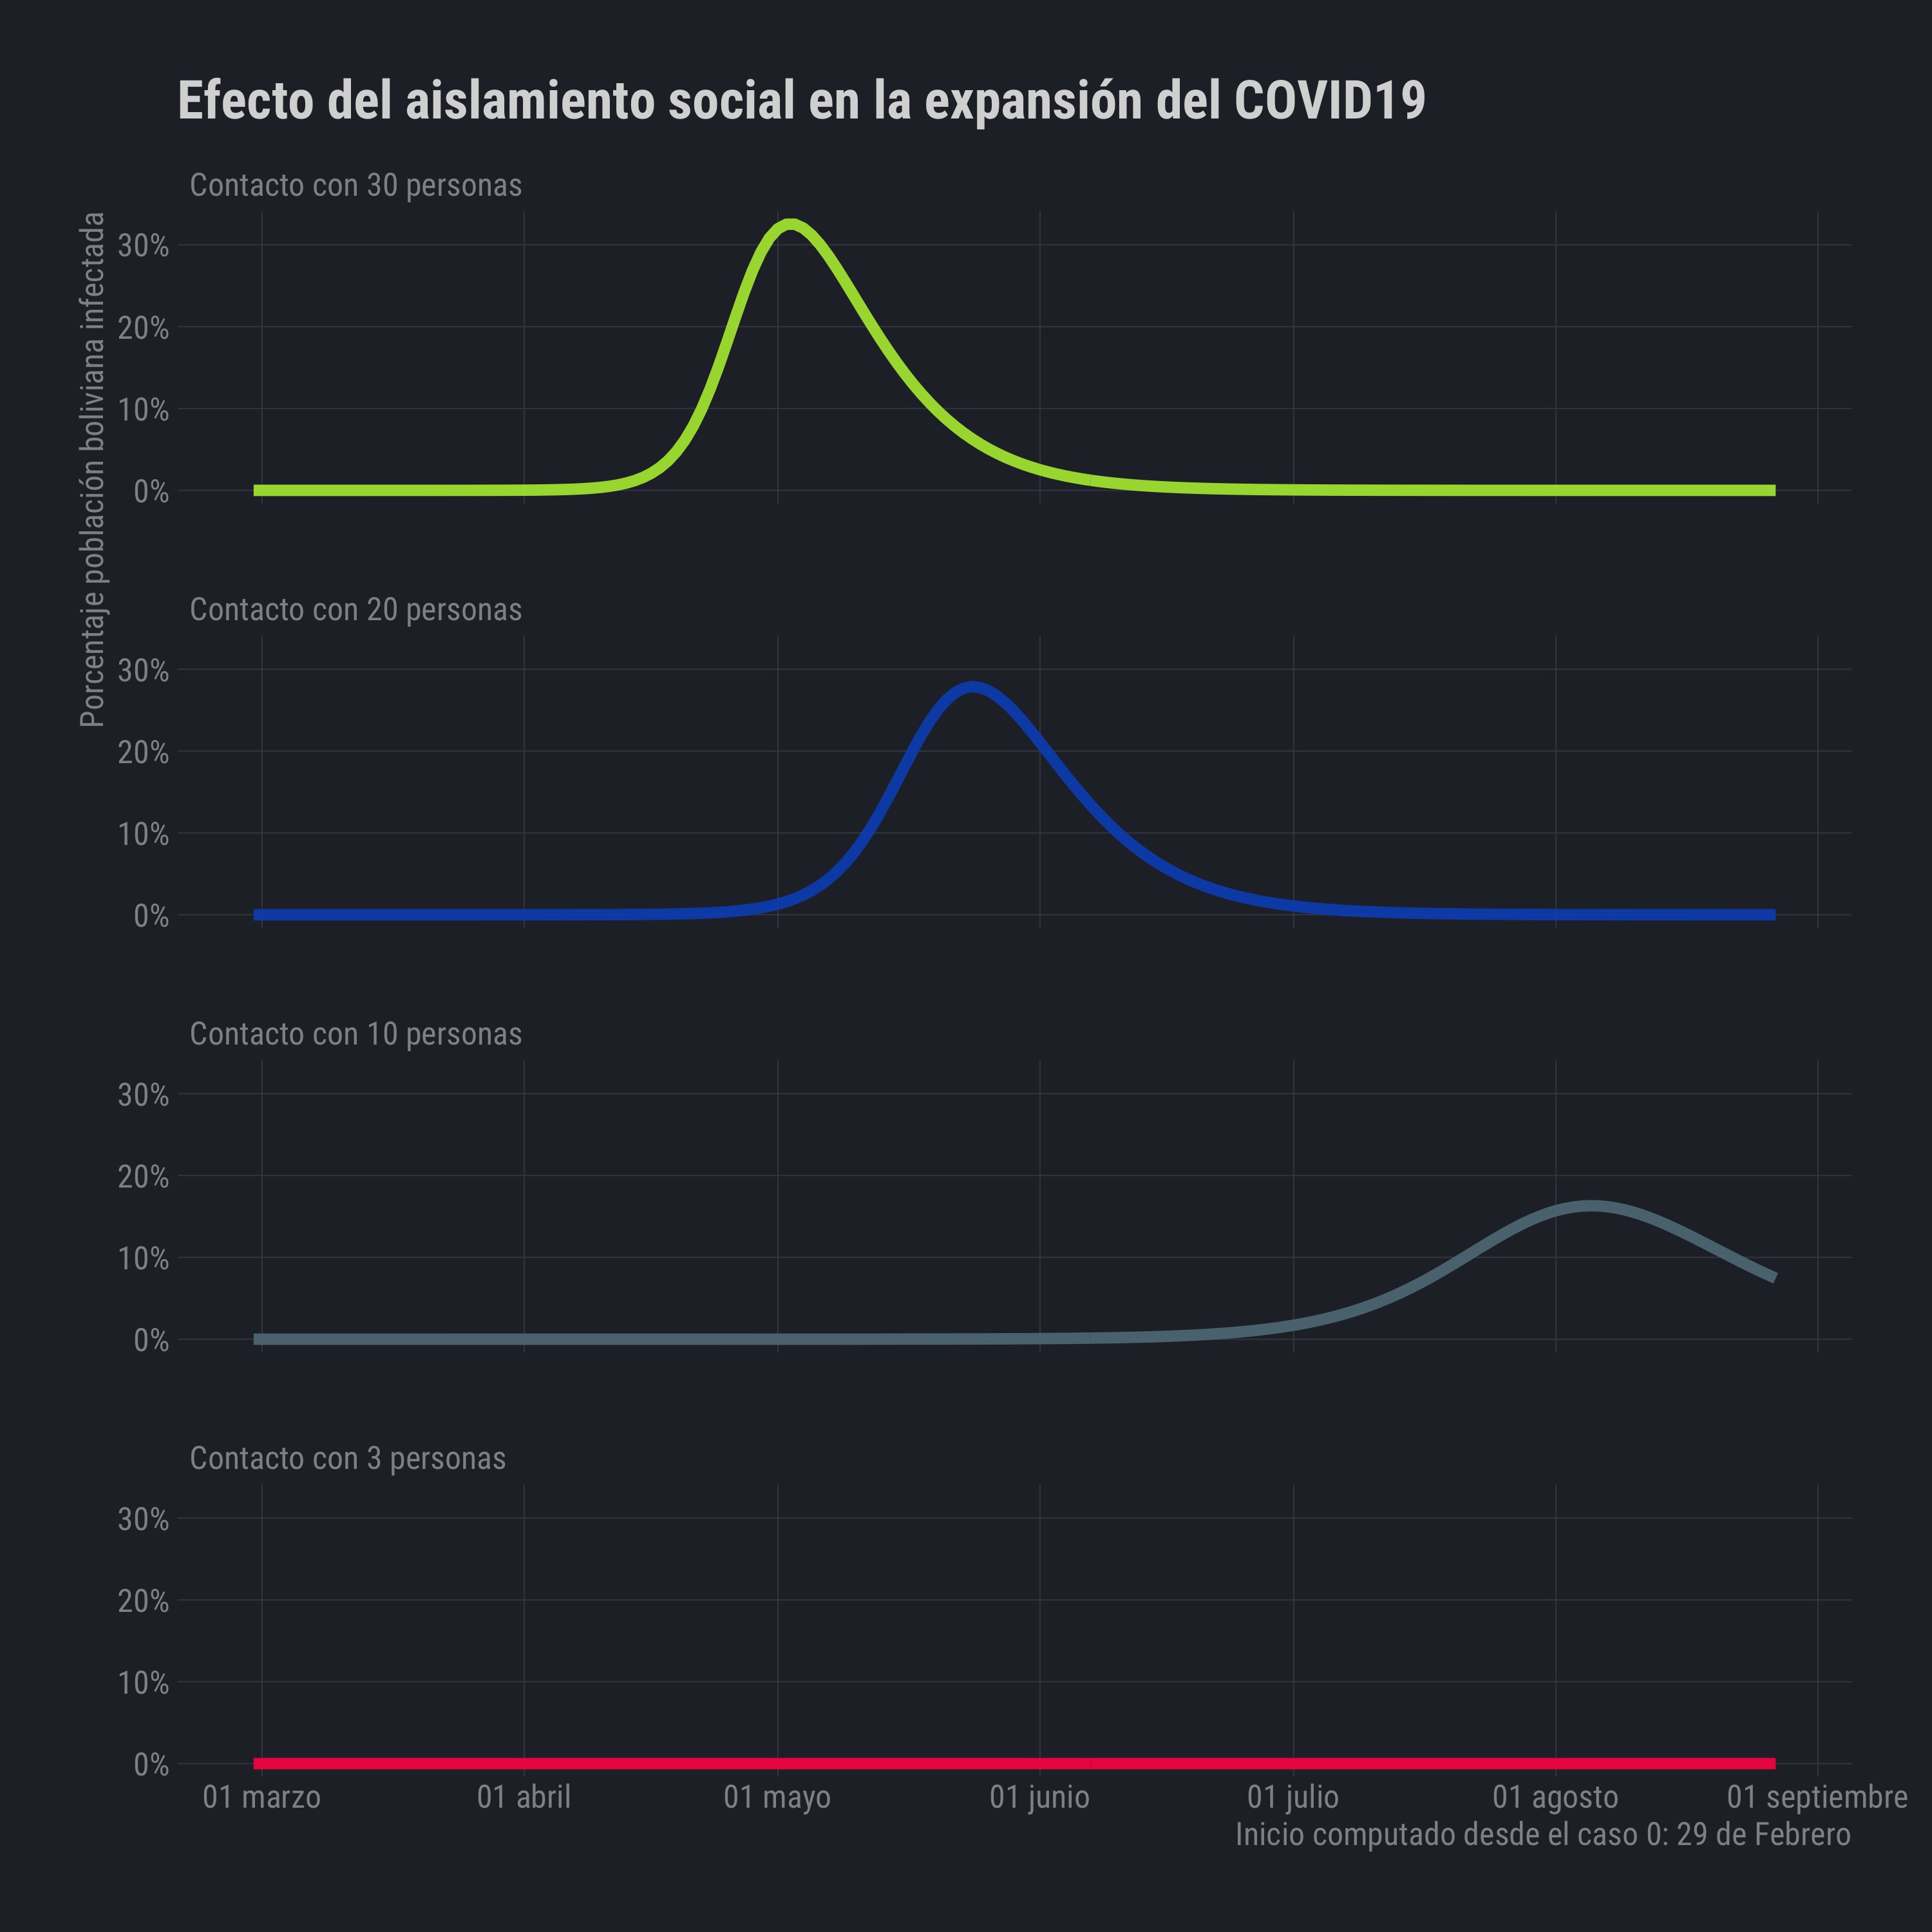 Efecto del aislamiento social en la expansión del COVID19
Porcentaje población boliviana infectada
Contacto con 30 personas
30%
20%
10%
0%
Contacto con 20 personas
30%
20%
10%
0%
Contacto con 10 personas
30%
20%
10%
0%
Contacto con 3 personas
30%
20%
10%
0%
01 marzo 01 abril 01 mayo 01 junio 01 julio 01 agosto 01 septiembre
Inicio computado desde el caso 0: 29 de Febrero